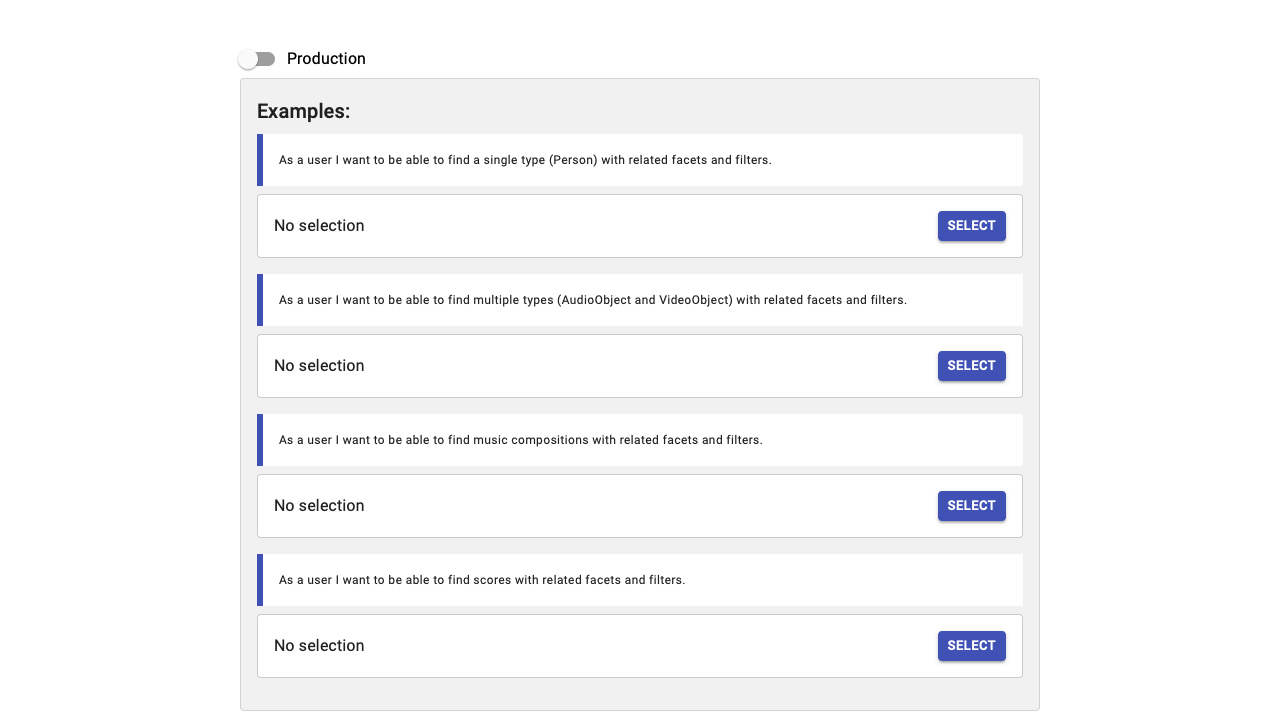 Production
Examples:
As a user I want to be able to find a single type (Person) with related facets and filters.
No selection
SELECT
As a user I want to be able to find multiple types (AudioObject and VideoObject) with related facets and filters.
No selection
SELECT
As a user I want to be able to find music compositions with related facets and filters.
No selection
SELECT
As a user I want to be able to find scores with related facets and filters.
No selection
SELECT